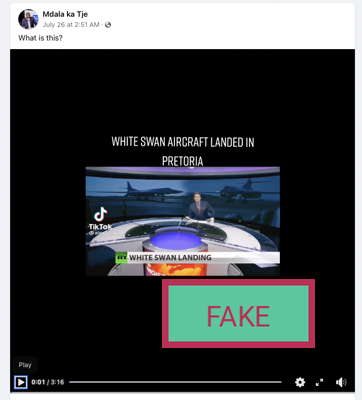 Mdala ka Tje
July 26 at 2:51 AM ·
What is this?
WHITE SWAN AIRCRAFT LANDED IN
PRETORIA
TikTok
RT WHITE SWAN LANDING
FAKE
Play
0:01 / 3:16